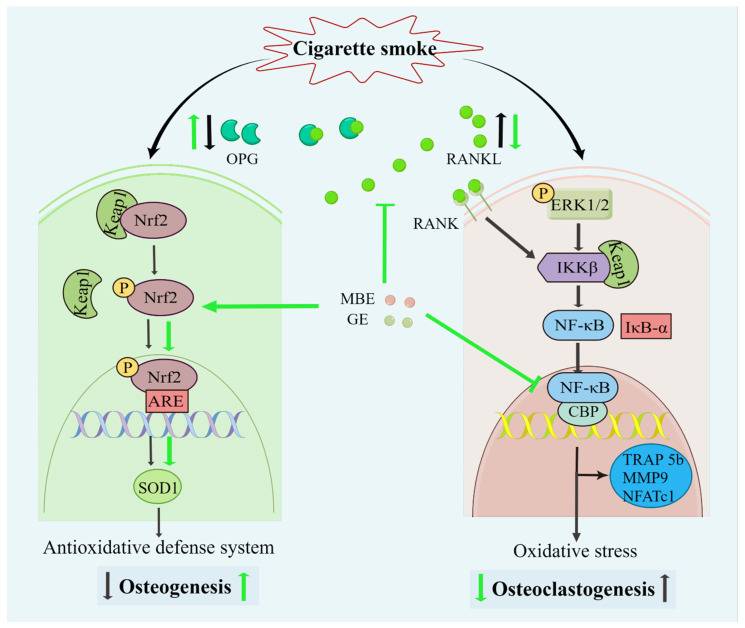 Cigarette smoke
OPG
RANKL
RANK
Keap1
Nrf2
P
ERK1/2
IKKβ
Keap1
Keap1
P
Nrf2
MBE
GE
NF-κB
IκB-α
P
Nrf2
ARE
NF-κB
CBP
SOD1
TRAP 5b
MMP9
NFATc1
Antioxidative defense system
Oxidative stress
Osteogenesis
Osteoclastogenesis